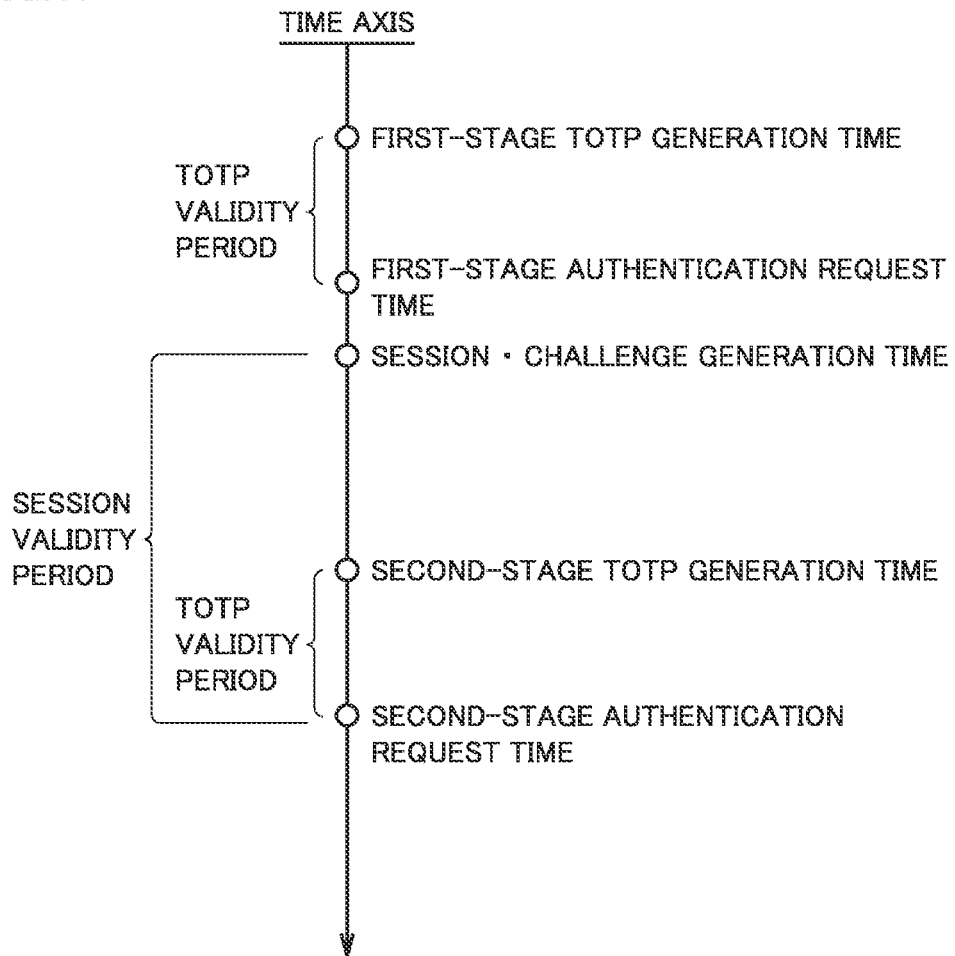 TIME AXIS
FIRST-STAGE TOTP GENERATION TIME
TOTP
VALIDITY
PERIOD
FIRST-STAGE AUTHENTICATION REQUEST
TIME
SESSION・CHALLENGE GENERATION TIME
SESSION
VALIDITY
PERIOD
SECOND-STAGE TOTP GENERATION TIME
TOTP
VALIDITY
PERIOD
SECOND-STAGE AUTHENTICATION
REQUEST TIME